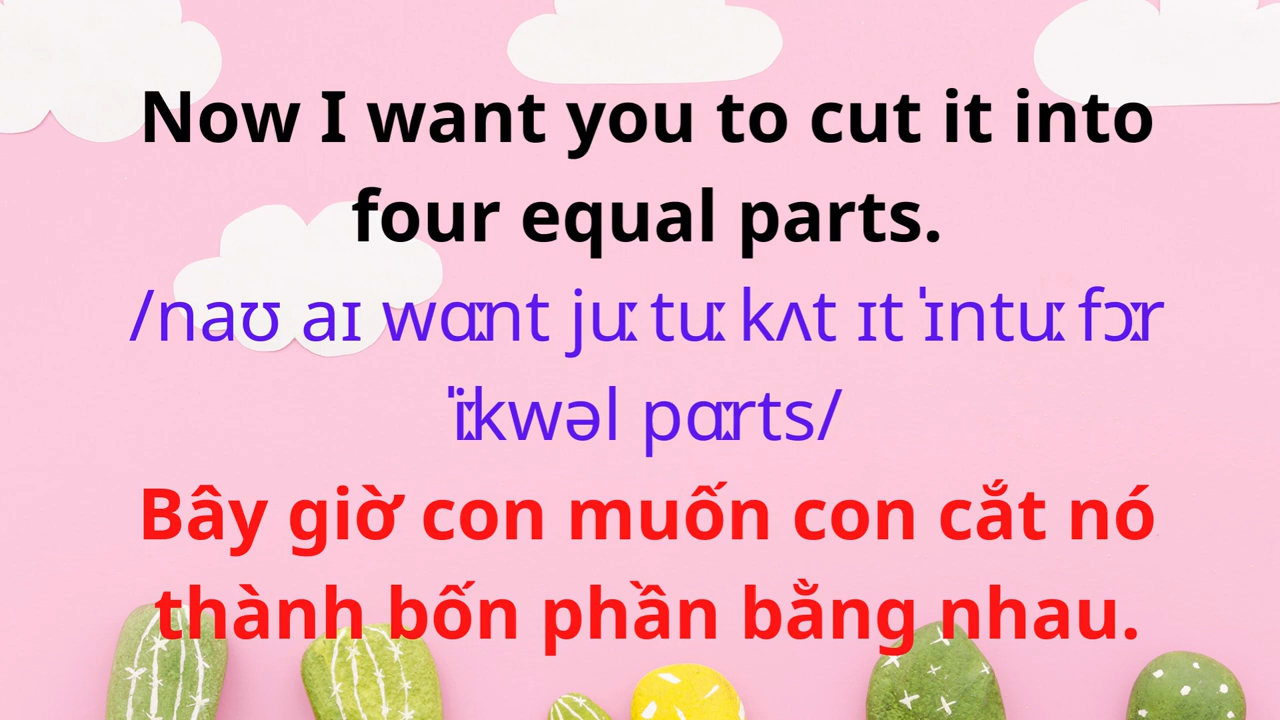 Now I want you to cut it into
four equal parts.
/naʊ aɪ wɑːnt juː tuː kʌt ɪt ˈɪntuː fɔːr
ˈiːkwəl pɑːrts/
Bây giờ con muốn con cắt nó
thành bốn phần bằng nhau.